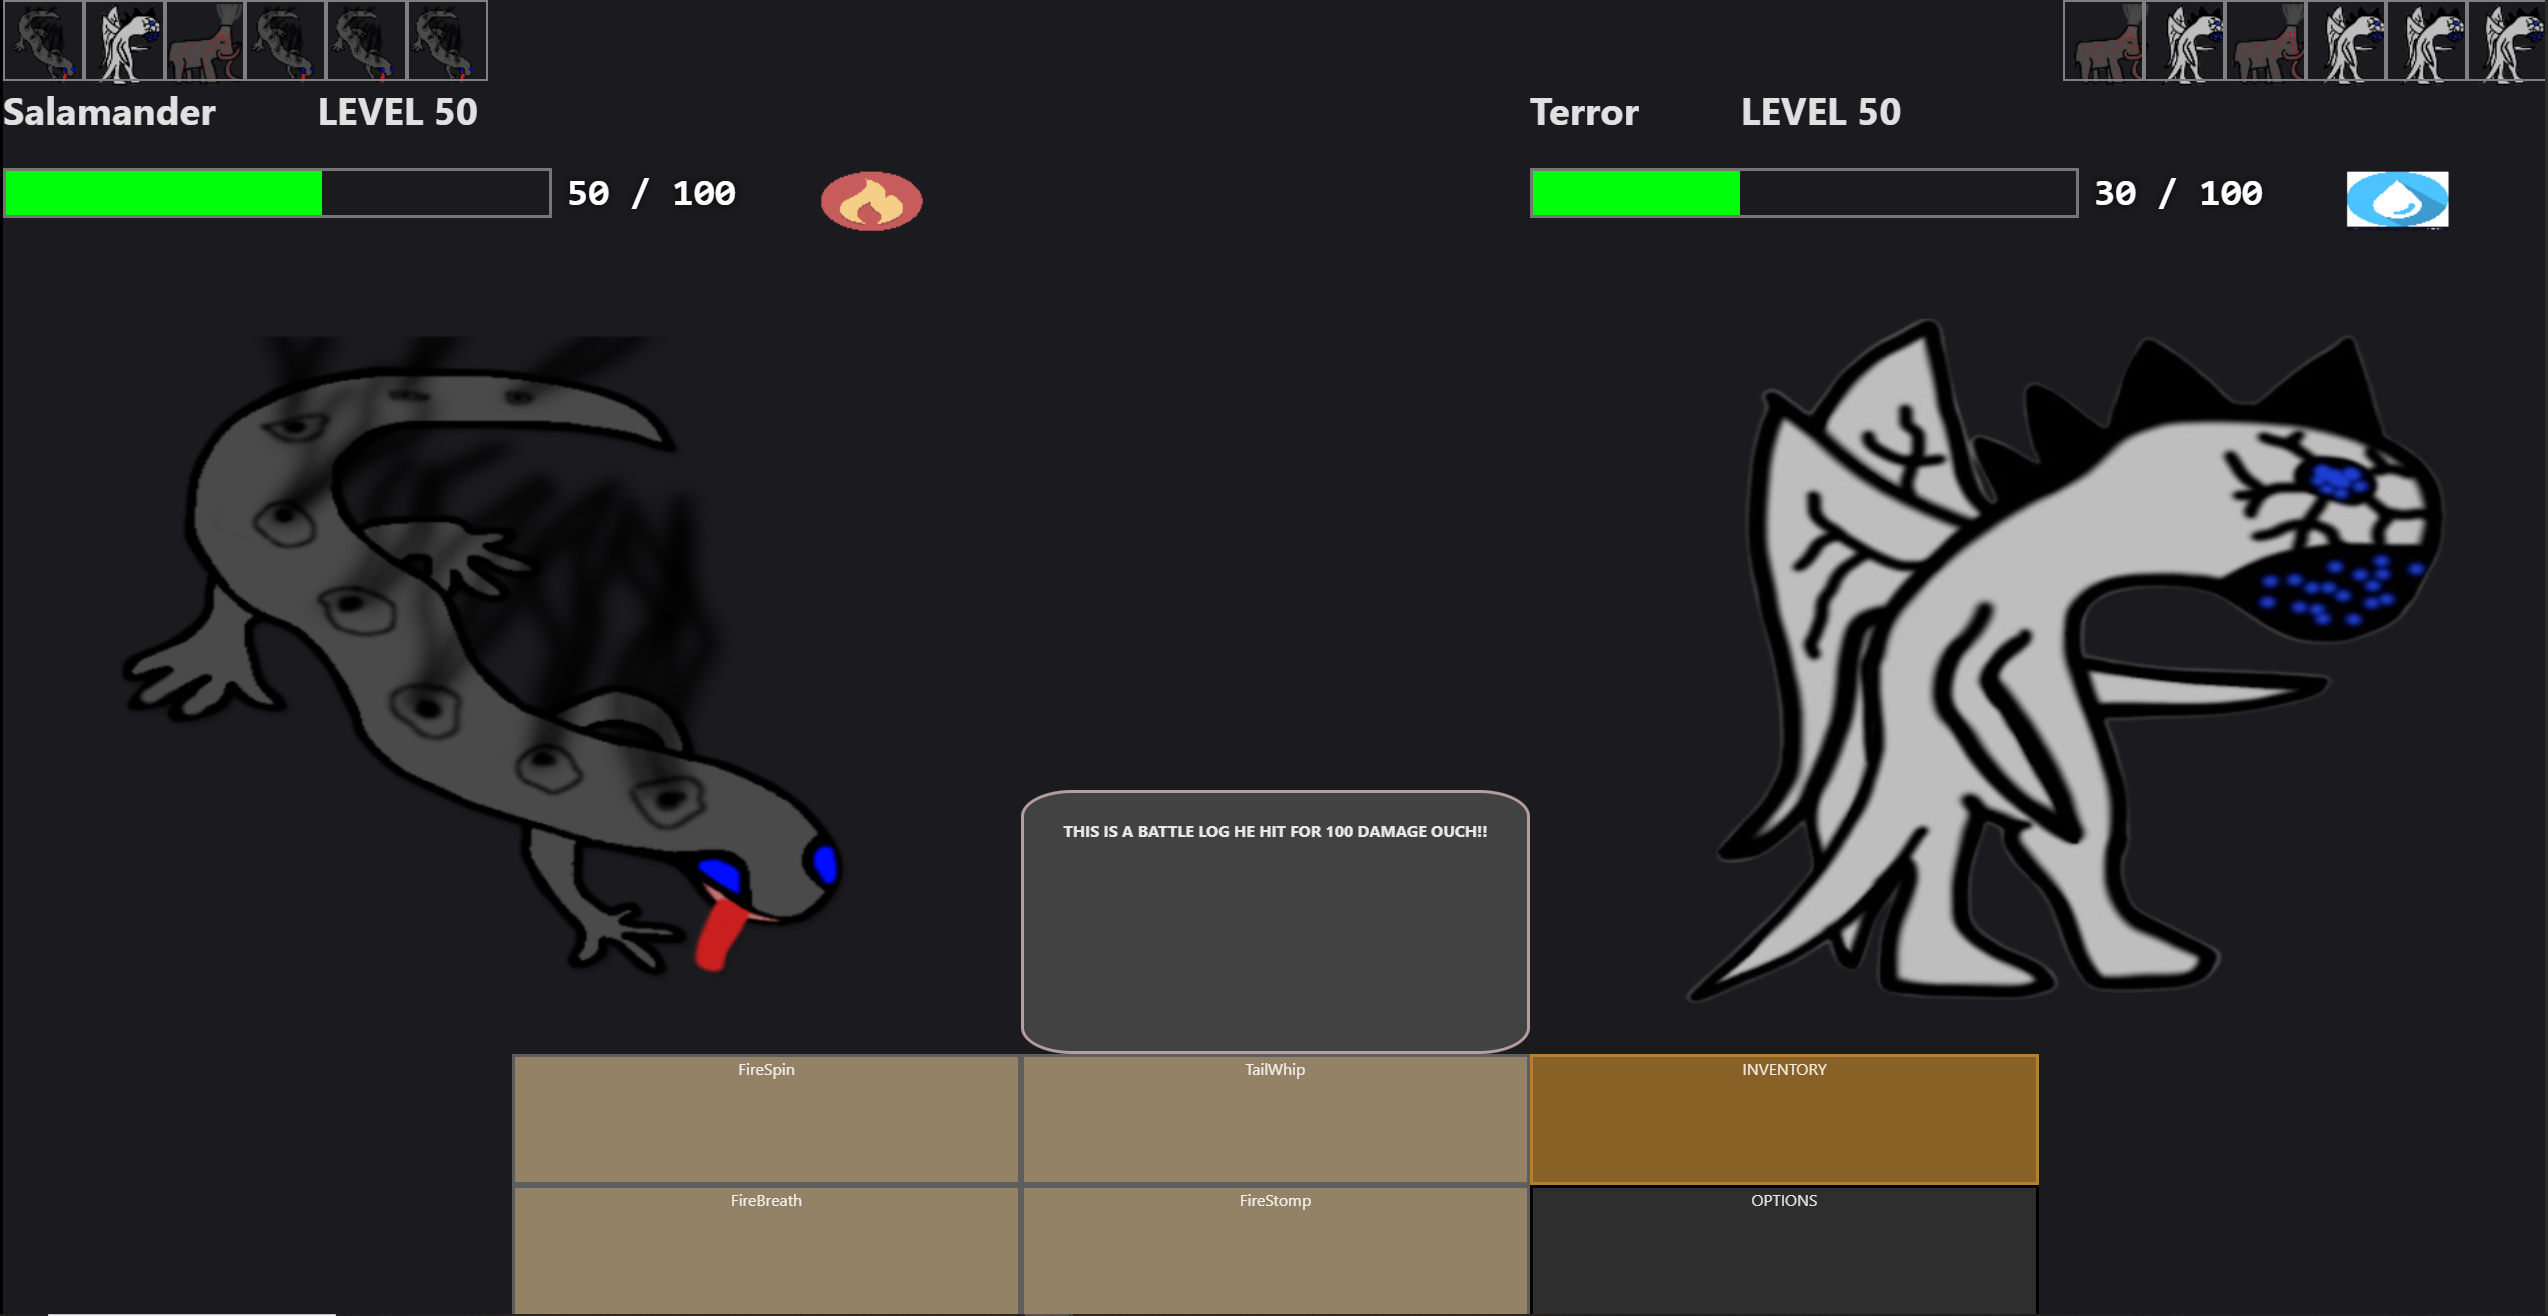 Salamander LEVEL 50
Terror LEVEL 50
50 / 100
30 / 100
THIS IS A BATTLE LOG HE HIT FOR 100 DAMAGE OUCH!!
FireSpin
TailWhip
INVENTORY
FireBreath
FireStomp
OPTIONS